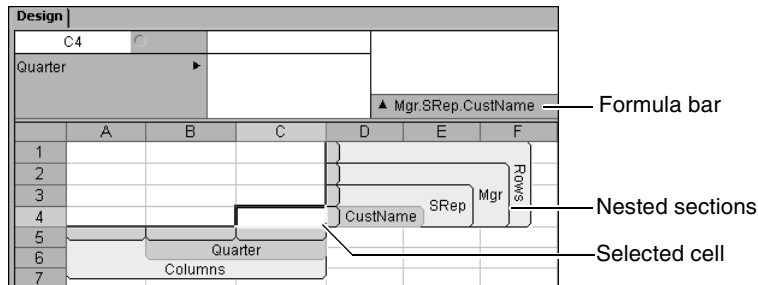 Design
C4
Quarter
Mgr.SRep.CustName
Formula bar
A B C D E F
1
2
3
4
5
6
7
Rows
Mgr
SRep
CustName
Nested sections
Selected cell
Quarter
Columns